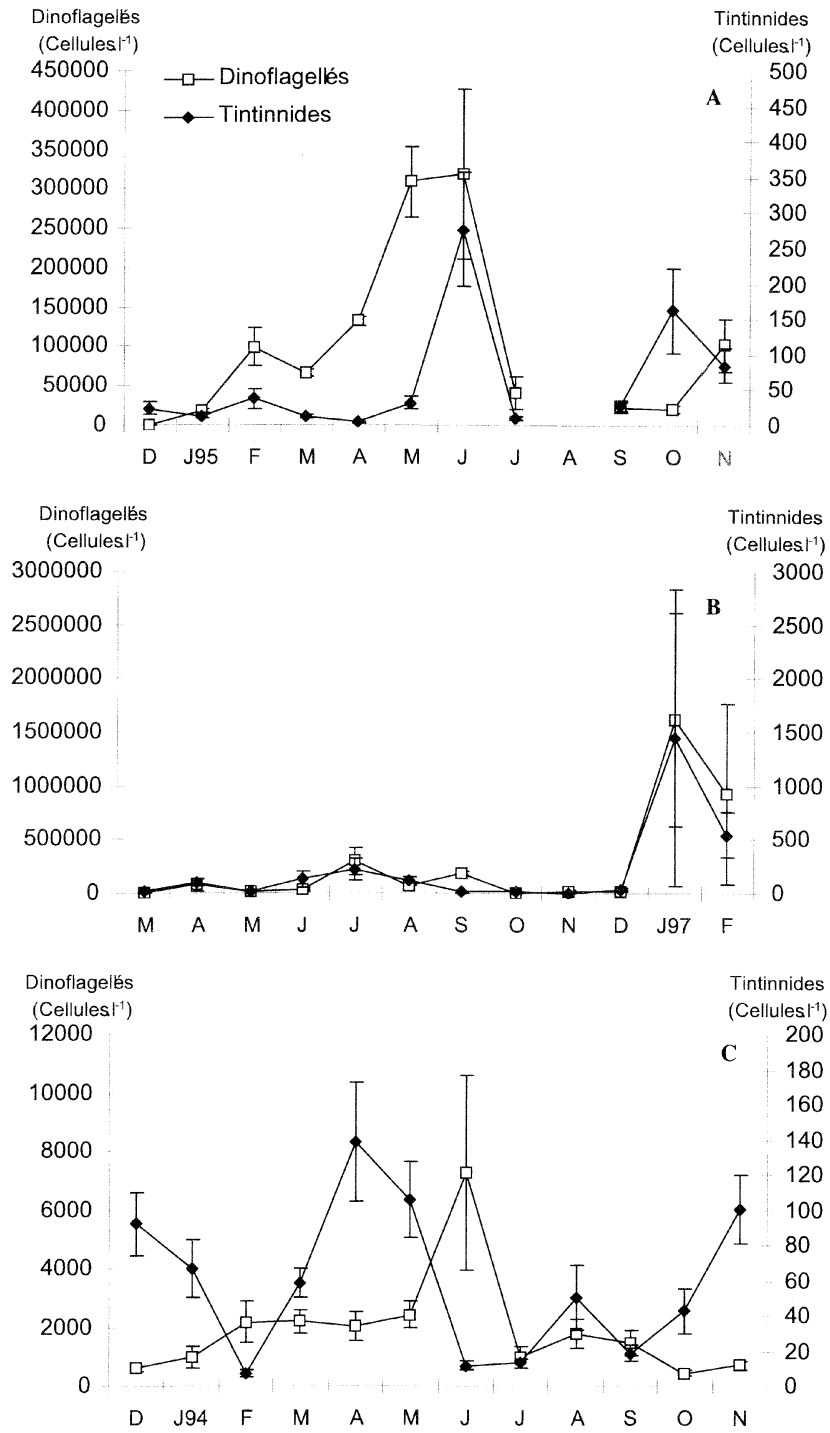 Dinoflagellés
(Cellules.l-1)
Tintinnides
(Cellules.l-1)
450000
400000
350000
300000
250000
200000
150000
100000
50000
0
Dinoflagellés
Tintinnides
A
500
450
400
350
300
250
200
150
100
50
0
D J95 F M A M J J A S O N
Dinoflagellés
(Cellules.l-1)
Tintinnides
(Cellules.l-1)
3000000
2500000
2000000
1500000
1000000
500000
0
B
3000
2500
2000
1500
1000
500
0
M A M J J A S O N D J97 F
Dinoflagellés
(Cellules.l-1)
Tintinnides
(Cellules.l-1)
12000
10000
8000
6000
4000
2000
0
C
200
180
160
140
120
100
80
60
40
20
0
D J94 F M A M J J A S O N